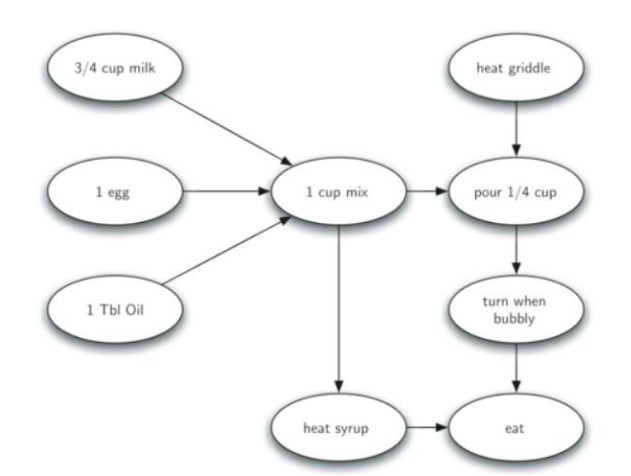 3/4 cup milk
heat griddle
1 egg
1 cup mix
pour 1/4 cup
1 Tbl Oil
turn when
bubbly
heat syrup
eat